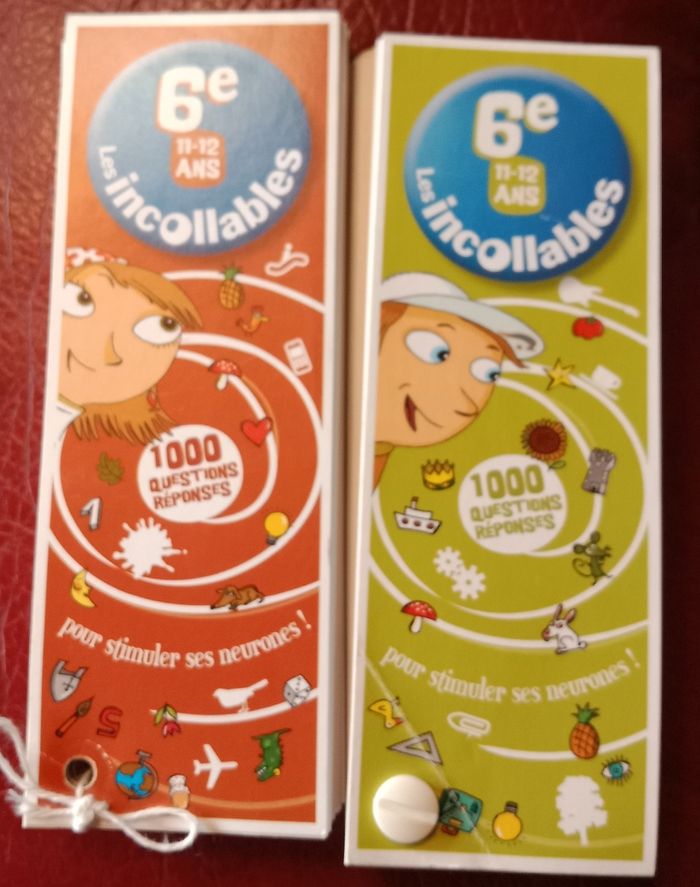 6e
11-12
ANS
Les incollables
1000
QUESTIONS
RÉPONSES
pour stimuler ses neurones !
6e
11-12
ANS
Les incollables
1000
QUESTIONS
RÉPONSES
pour stimuler ses neurones !